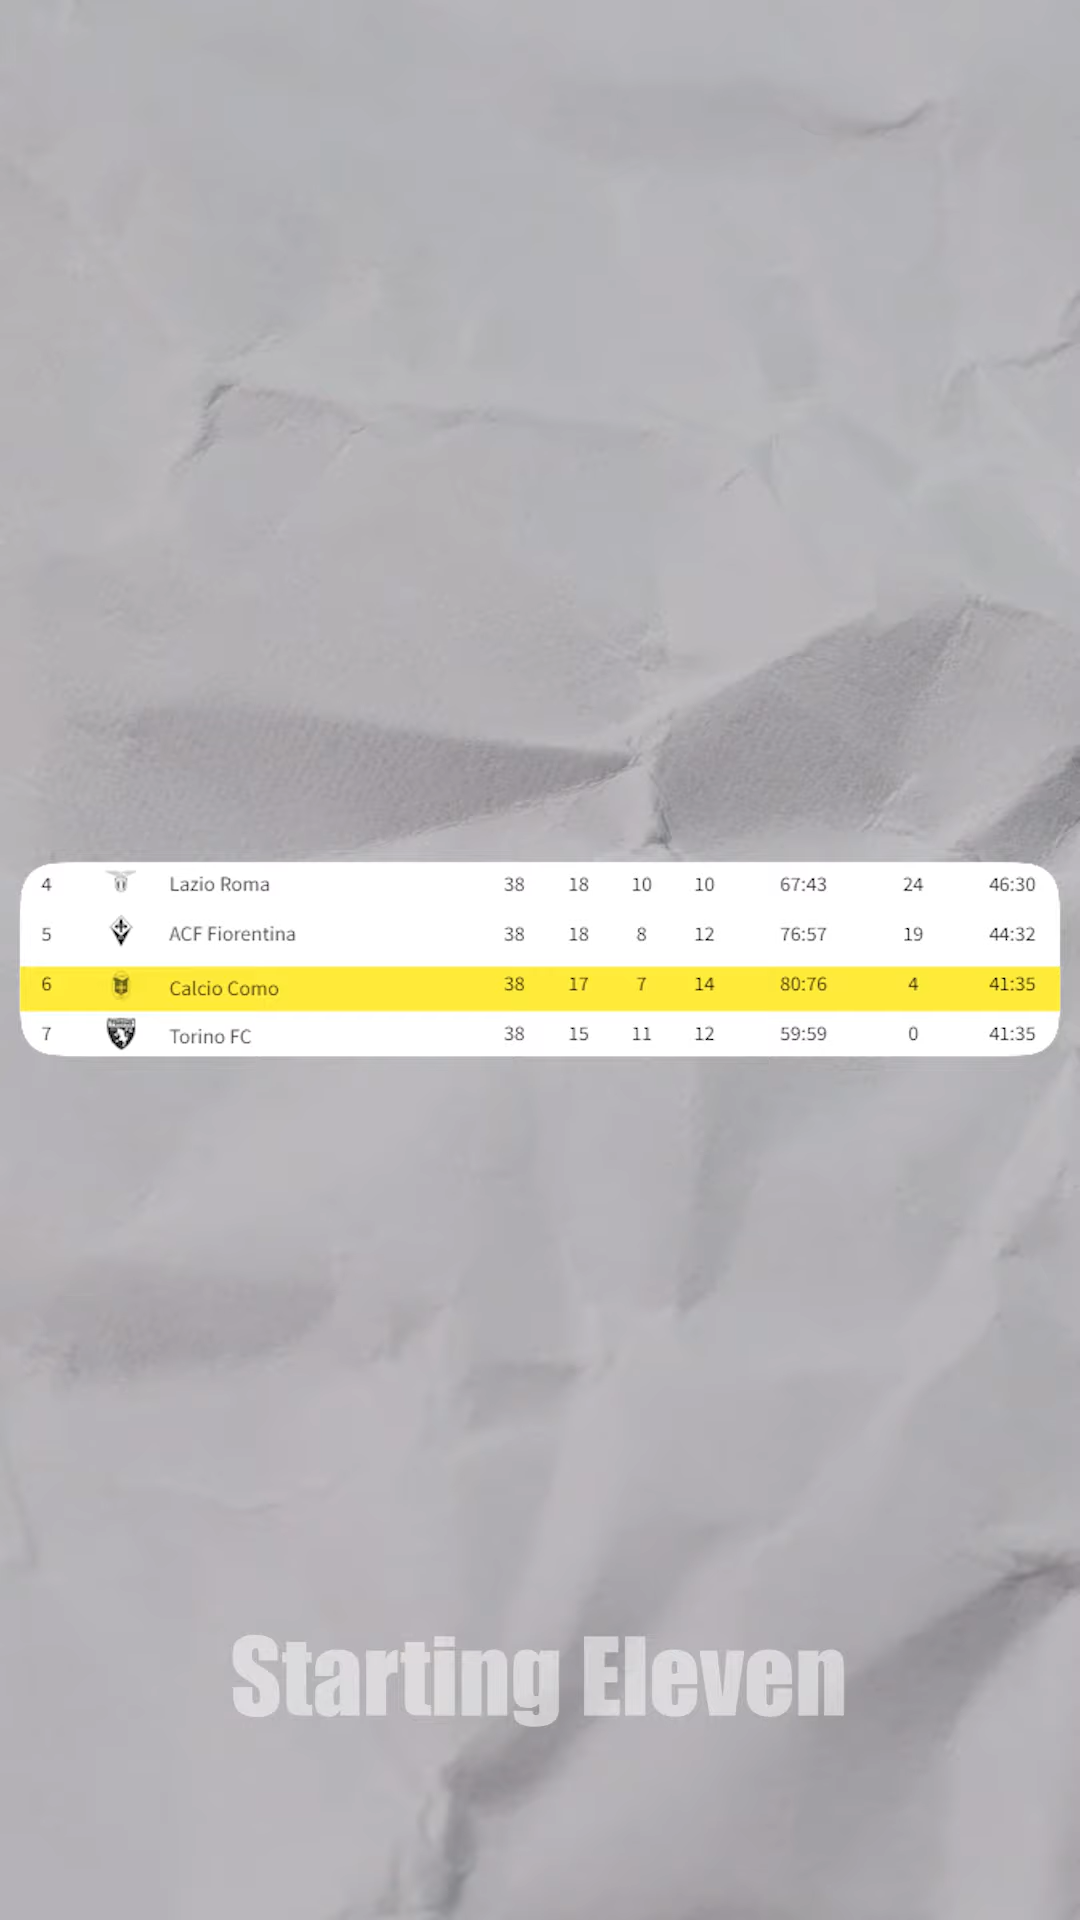 4 Lazio Roma 38 18 10 10 67:43 24 46:30
5 ACF Fiorentina 38 18 8 12 76:57 19 44:32
6 Calcio Como 38 17 7 14 80:76 4 41:35
7 Torino FC 38 15 11 12 59:59 0 41:35
Starting Eleven